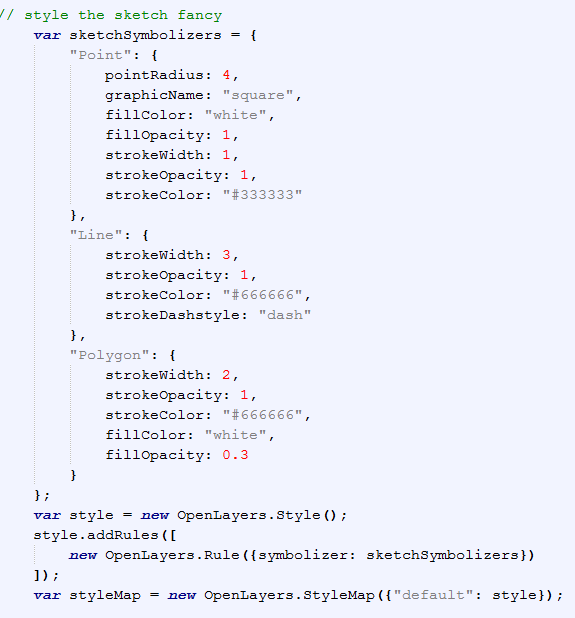 // style the sketch fancy
var sketchSymbolizers = {
"Point": {
pointRadius: 4,
graphicName: "square",
fillColor: "white",
fillOpacity: 1,
strokeWidth: 1,
strokeOpacity: 1,
strokeColor: "#333333"
},
"Line": {
strokeWidth: 3,
strokeOpacity: 1,
strokeColor: "#666666",
strokeDashstyle: "dash"
},
"Polygon": {
strokeWidth: 2,
strokeOpacity: 1,
strokeColor: "#666666",
fillColor: "white",
fillOpacity: 0.3
}
};
var style = new OpenLayers.Style();
style.addRules([
new OpenLayers.Rule({symbolizer: sketchSymbolizers})
]);
var styleMap = new OpenLayers.StyleMap({"default": style});